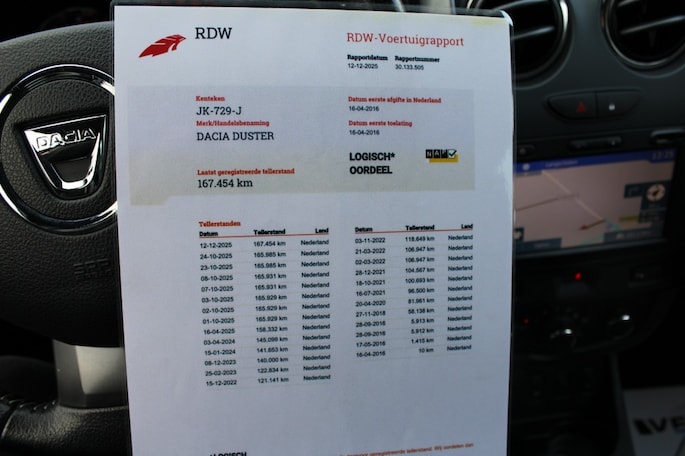 RDW
RDW-Voertuigrapport
Rapportdatum Rapportnummer
12-12-2025 30.133.505
Kenteken
JK-729-J
Merk/Handelsbenaming
DACIA DUSTER
Datum eerste afgifte in Nederland
16-04-2016
Datum eerste toelating
16-04-2016
LOGISCH*
OORDEEL
NAP
Laatst geregistreerde tellerstand
167.454 km
Tellerstanden
Datum Tellerstand Land
12-12-2025 167.454 km Nederland
24-10-2025 165.985 km Nederland
23-10-2025 165.985 km Nederland
08-10-2025 165.931 km Nederland
07-10-2025 165.931 km Nederland
03-10-2025 165.929 km Nederland
02-10-2025 165.929 km Nederland
01-10-2025 165.929 km Nederland
16-04-2025 158.332 km Nederland
03-04-2024 145.099 km Nederland
15-01-2024 141.653 km Nederland
08-12-2023 140.000 km Nederland
25-02-2023 122.834 km Nederland
15-12-2022 121.141 km Nederland
Datum Tellerstand Land
03-11-2022 118.649 km Nederland
21-03-2022 106.947 km Nederland
02-03-2022 106.947 km Nederland
28-12-2021 104.567 km Nederland
18-10-2021 100.693 km Nederland
16-07-2021 96.500 km Nederland
20-04-2020 81.961 km Nederland
27-11-2018 58.138 km Nederland
28-09-2016 5.913 km Nederland
28-09-2016 5.912 km Nederland
17-05-2016 1.415 km Nederland
16-04-2016 10 km Nederland
DACIA